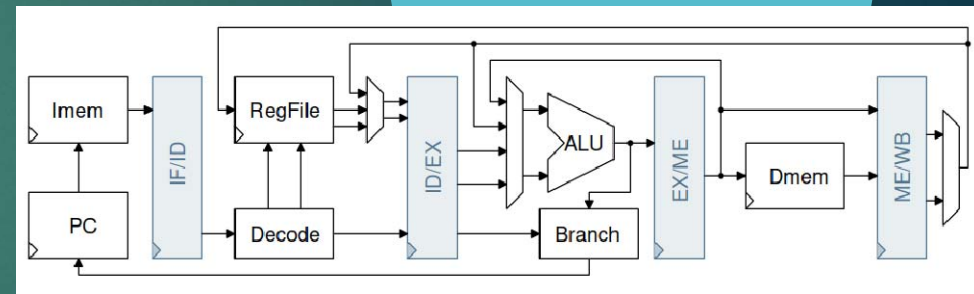 Imem
IF/ID
RegFile
ID/EX
ALU
EX/ME
Dmem
ME/WB
PC
Decode
Branch